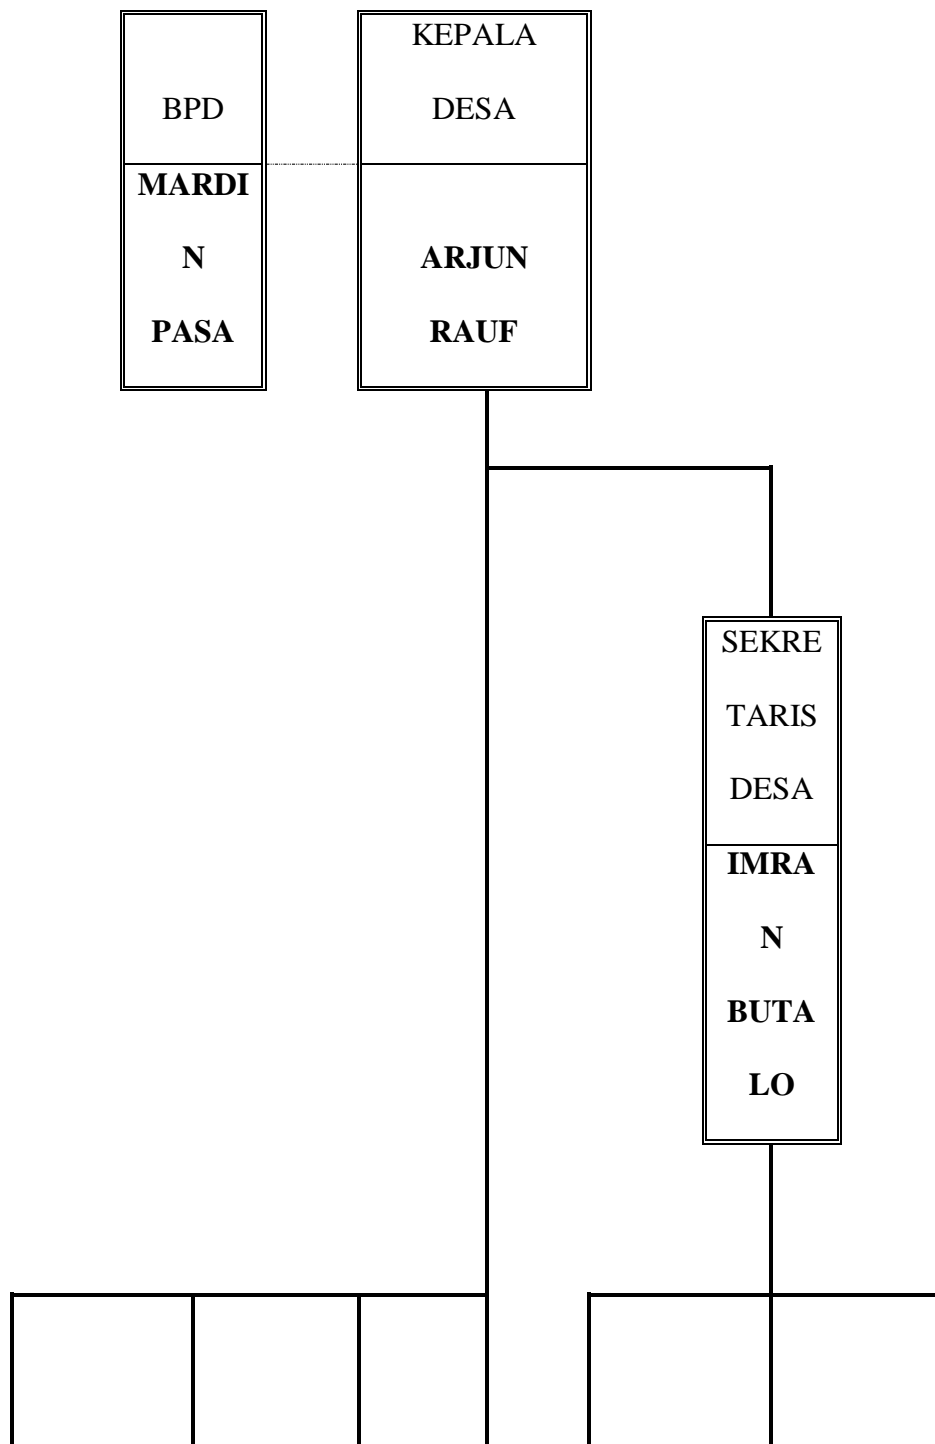 BPD
MARDI
N
PASA
KEPALA
DESA
ARJUN
RAUF
SEKRE
TARIS
DESA
IMRA
N
BUTA
LO